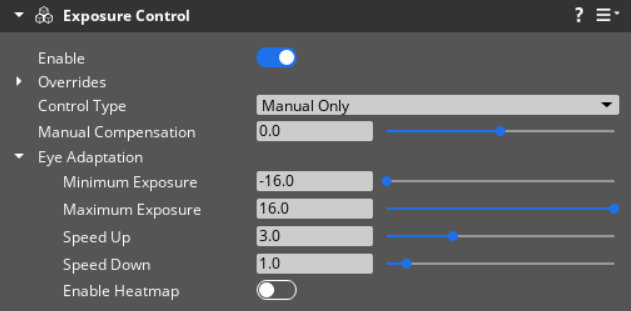 Exposure Control ?
Enable
Overrides
Control Type Manual Only
Manual Compensation 0.0
Eye Adaptation
Minimum Exposure -16.0
Maximum Exposure 16.0
Speed Up 3.0
Speed Down 1.0
Enable Heatmap